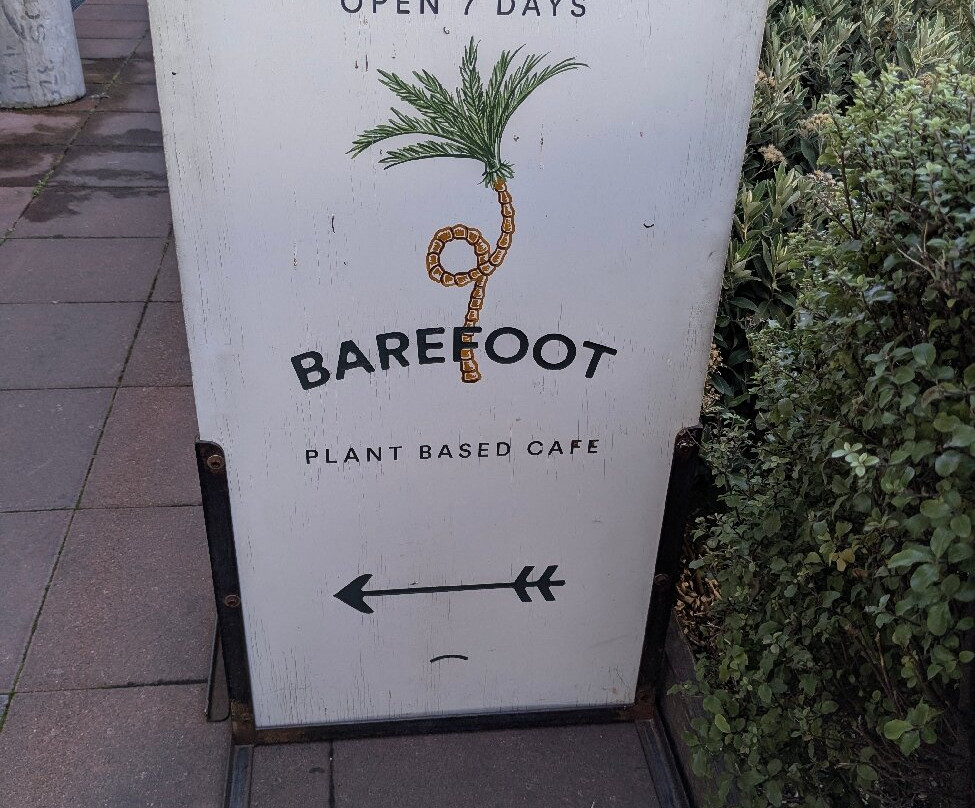 OPEN 7 DAYS
BAREFOOT
PLANT BASED CAFE